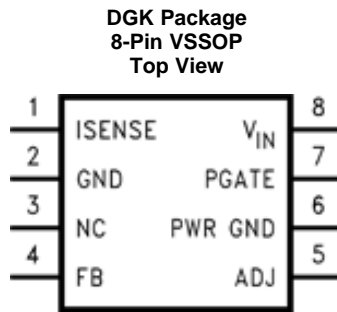 DGK Package
8-Pin VSSOP
Top View
1 ISENSE VIN 8
2 GND PGATE 7
3 NC PWR GND 6
4 FB ADJ 5